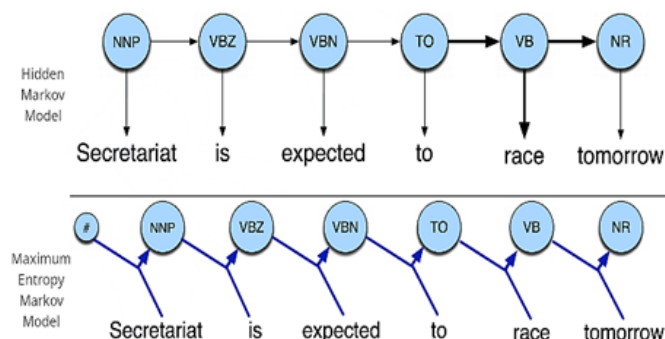 NNP VBZ VBN TO VB NR
Hidden
Markov
Model
Secretariat is expected to race tomorrow
# NNP VBZ VBN TO VB NR
Maximum
Entropy
Markov
Model
Secretariat is expected to race tomorrow